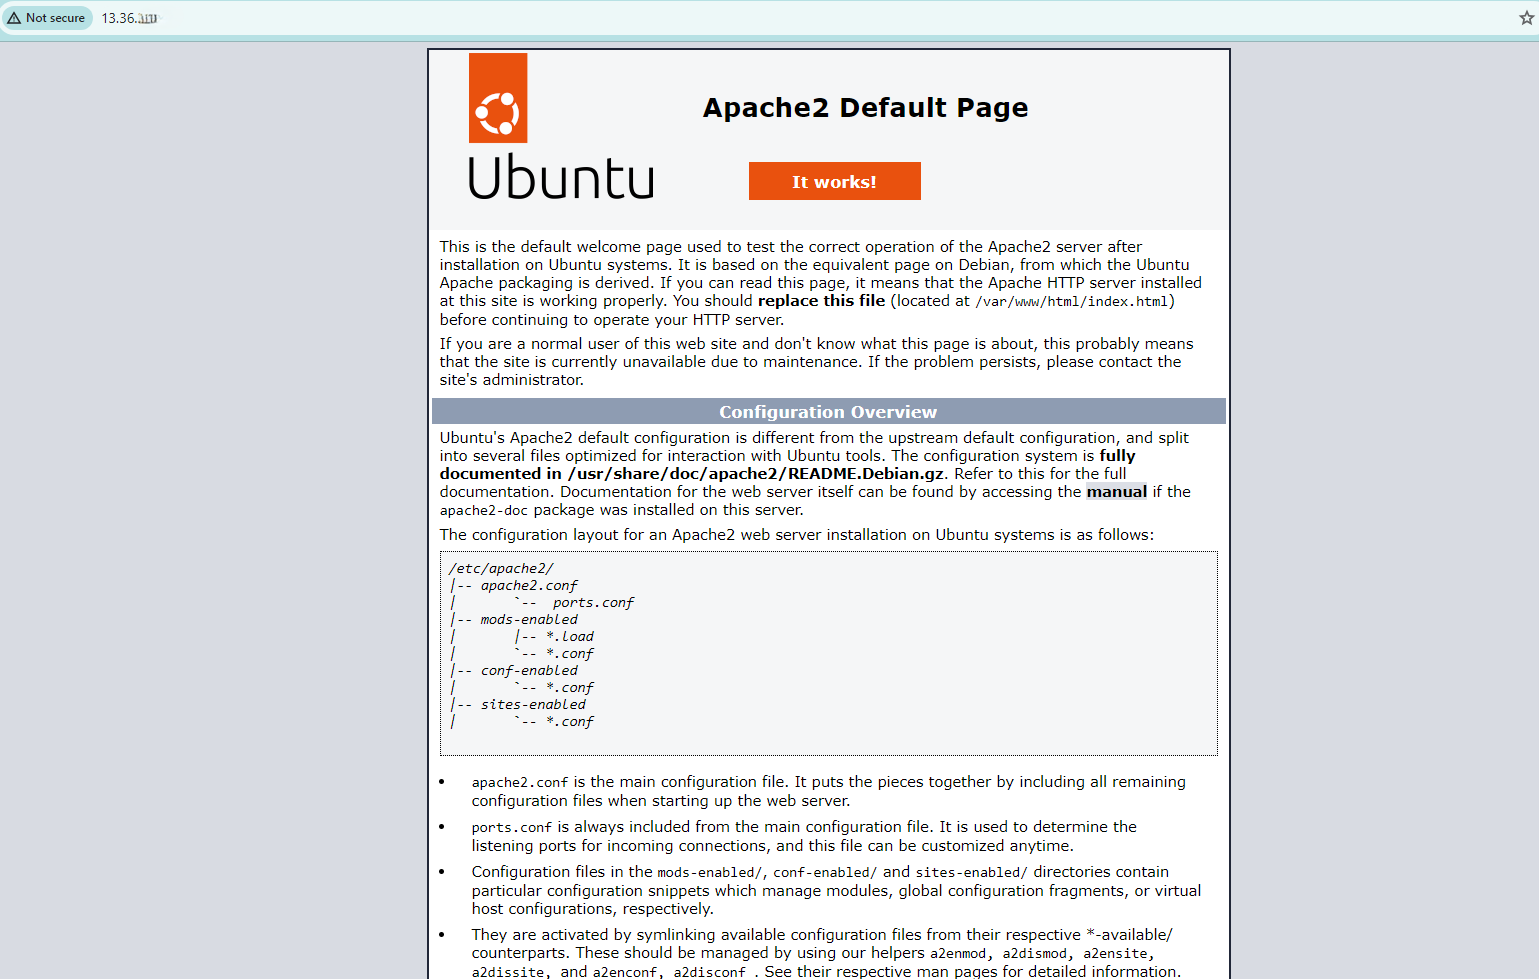 Not secure 13.36.
Apache2 Default Page
Ubuntu
It works!
This is the default welcome page used to test the correct operation of the Apache2 server after
installation on Ubuntu systems. It is based on the equivalent page on Debian, from which the Ubuntu
Apache packaging is derived. If you can read this page, it means that the Apache HTTP server installed
at this site is working properly. You should replace this file (located at /var/www/html/index.html)
before continuing to operate your HTTP server.
If you are a normal user of this web site and don't know what this page is about, this probably means
that the site is currently unavailable due to maintenance. If the problem persists, please contact the
site's administrator.
Configuration Overview
Ubuntu's Apache2 default configuration is different from the upstream default configuration, and split
into several files optimized for interaction with Ubuntu tools. The configuration system is fully
documented in /usr/share/doc/apache2/README.Debian.gz. Refer to this for the full
documentation. Documentation for the web server itself can be found by accessing the manual if the
apache2-doc package was installed on this server.
The configuration layout for an Apache2 web server installation on Ubuntu systems is as follows:
/etc/apache2/
|-- apache2.conf
|       `--  ports.conf
|-- mods-enabled
|       |-- *.load
|       `-- *.conf
|-- conf-enabled
|       `-- *.conf
|-- sites-enabled
|       `-- *.conf
• apache2.conf is the main configuration file. It puts the pieces together by including all remaining
configuration files when starting up the web server.
• ports.conf is always included from the main configuration file. It is used to determine the
listening ports for incoming connections, and this file can be customized anytime.
• Configuration files in the mods-enabled/, conf-enabled/ and sites-enabled/ directories contain
particular configuration snippets which manage modules, global configuration fragments, or virtual
host configurations, respectively.
• They are activated by symlinking available configuration files from their respective *-available/
counterparts. These should be managed by using our helpers a2enmod, a2dismod, a2ensite,
a2dissite, and a2enconf, a2disconf . See their respective man pages for detailed information.